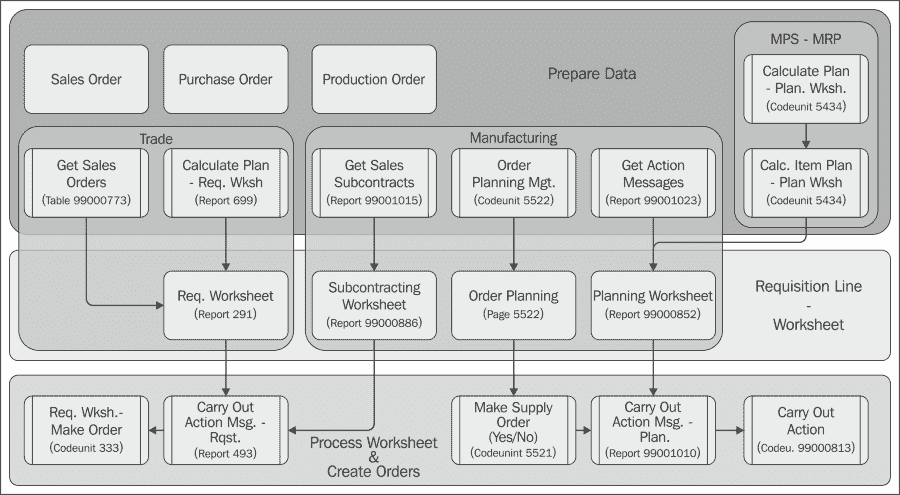 MPS - MRP
Sales Order
Purchase Order
Production Order
Prepare Data
Calculate Plan
- Plan. Wksh.
(Codeunit 5434)
Trade
Manufacturing
Get Sales
Orders
(Table 99000773)
Calculate Plan
- Req. Wksh
(Report 699)
Get Sales
Subcontracts
(Report 99001015)
Order
Planning Mgt.
(Codeunit 5522)
Get Action
Messages
(Report 99001023)
Calc. Item Plan
- Plan Wksh
(Codeunit 5434)
Req. Worksheet
(Report 291)
Subcontracting
Worksheet
(Report 99000886)
Order Planning
(Page 5522)
Planning Worksheet
(Report 99000852)
Requisition Line
-
Worksheet
Req. Wksh.-
Make Order
(Codeunit 333)
Carry Out
Action Msg. -
Rqst.
(Report 493)
Process Worksheet
&
Create Orders
Make Supply
Order
(Yes/No)
(Codeunint 5521)
Carry Out
Action Msg. -
Plan.
(Report 99001010)
Carry Out
Action
(Codeu. 99000813)